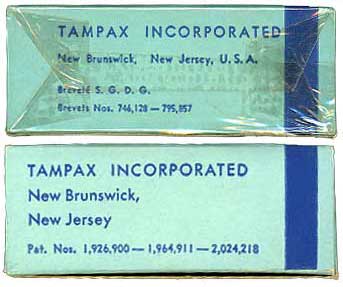 TAMPAX INCORPORATED
New Brunswick, New Jersey, U. S. A.
Breveté S. G. D. G.
Brevets Nos. 746,128—795,857
TAMPAX INCORPORATED
New Brunswick,
New Jersey
Pat. Nos. 1,926,900—1,964,911—2,024,218